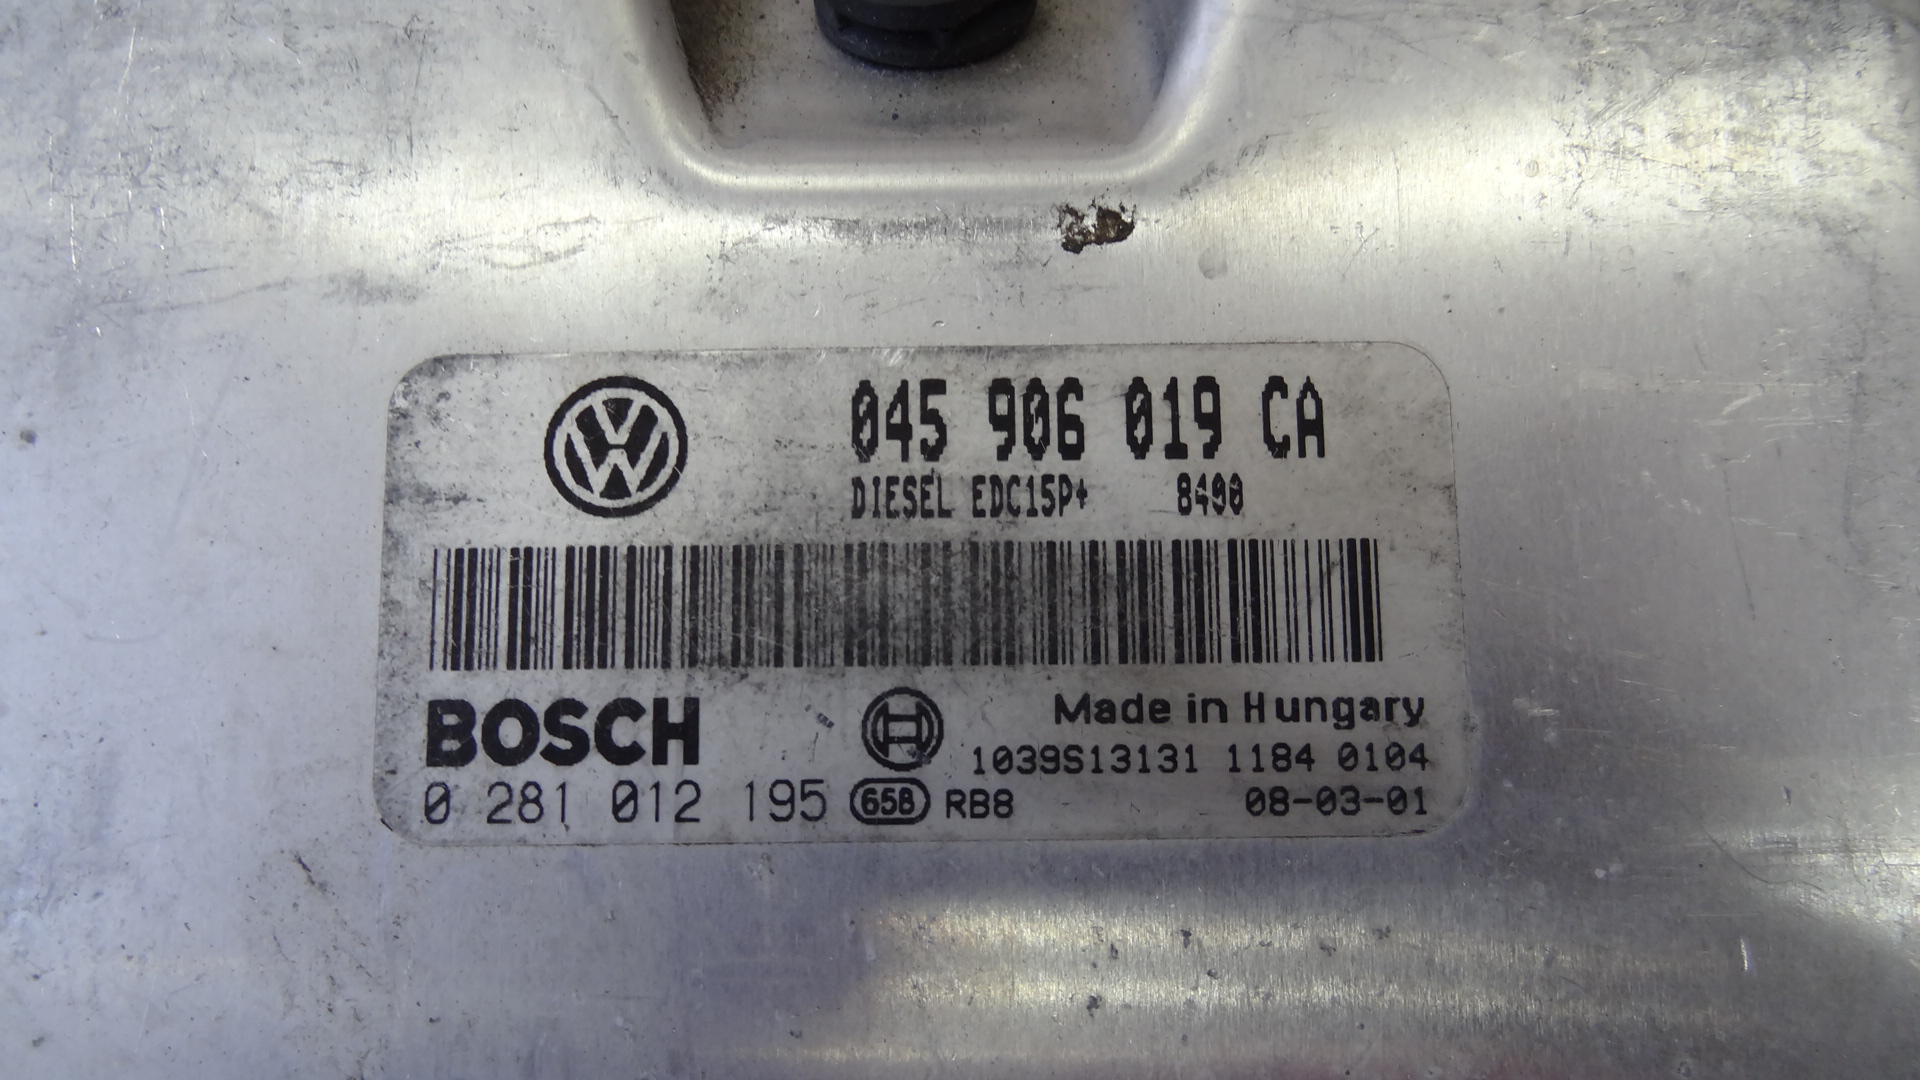 045 906 019 CA
DIESEL EDC15P+ 8490
BOSCH
Made in Hungary
1039S13131 1184 0104
0 281 012 195 65B RB8 08-03-01